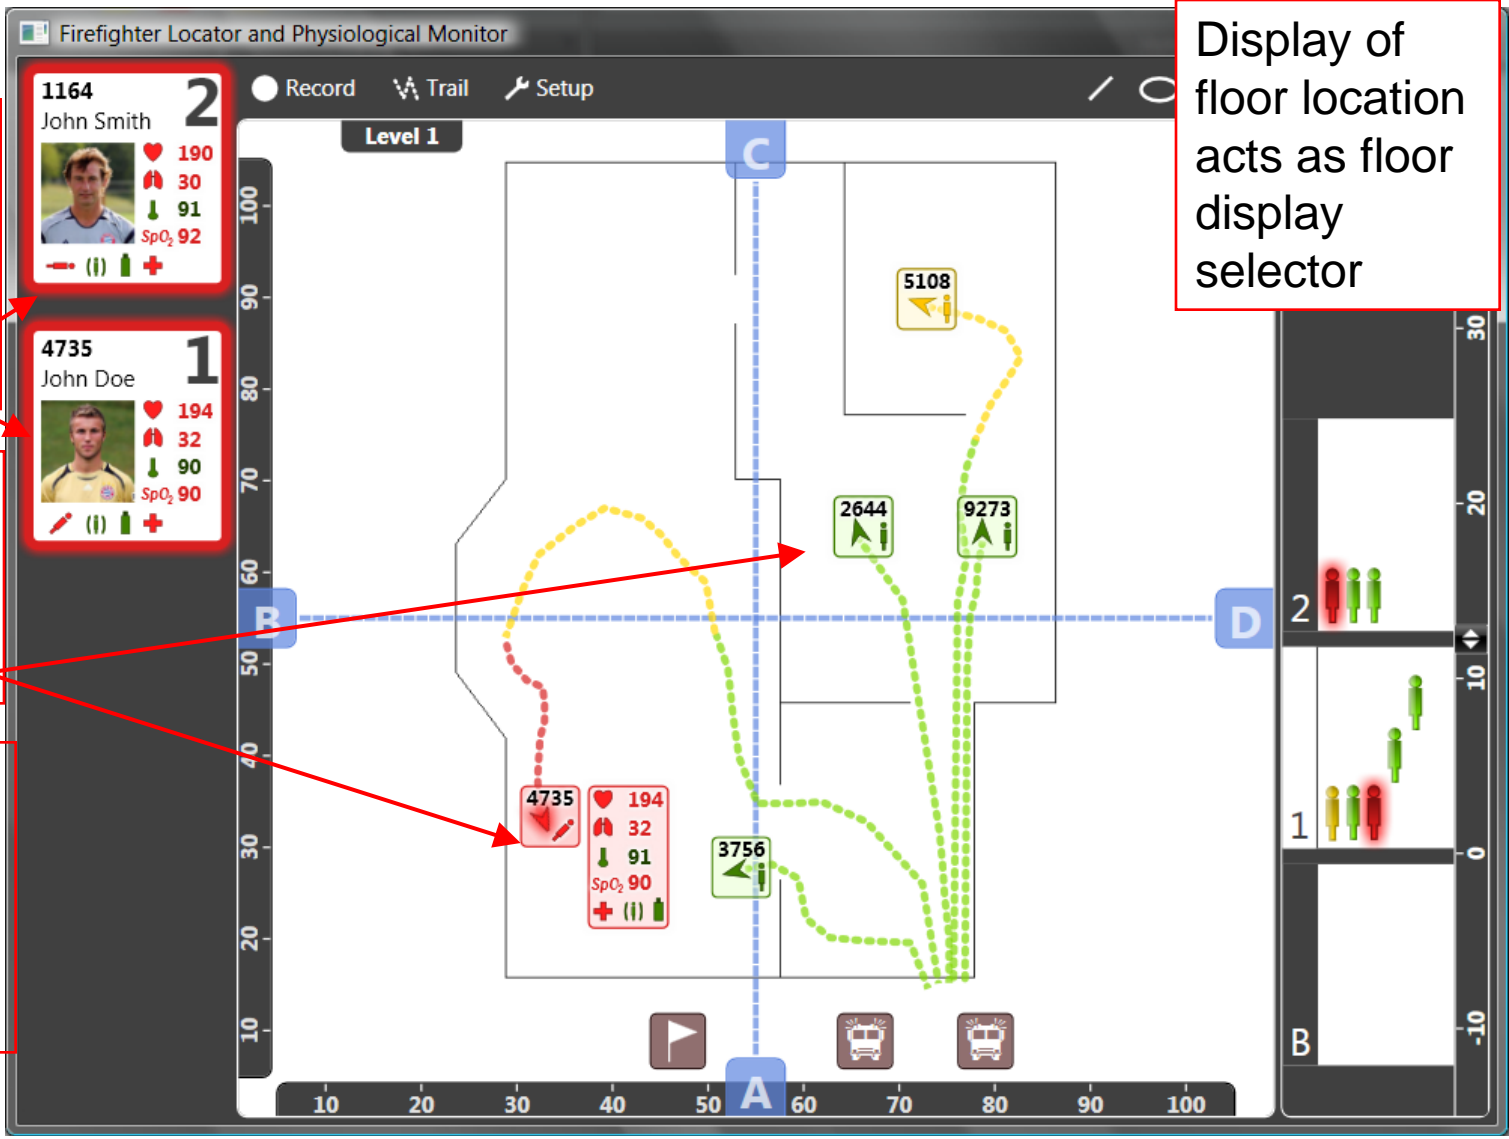 Firefighter Locator and Physiological Monitor
Display of
floor location
acts as floor
display
selector
1164
John Smith
2
190
30
91
SpO2 92
4735
John Doe
1
194
32
90
SpO2 90
Record
Trail
Setup
Level 1
C
B
D
A
100
90
80
70
60
50
40
30
20
10
10
20
30
40
50
60
70
80
90
100
5108
2644
9273
4735
194
32
91
SpO2 90
3756
2
1
B
30
20
10
0
-10